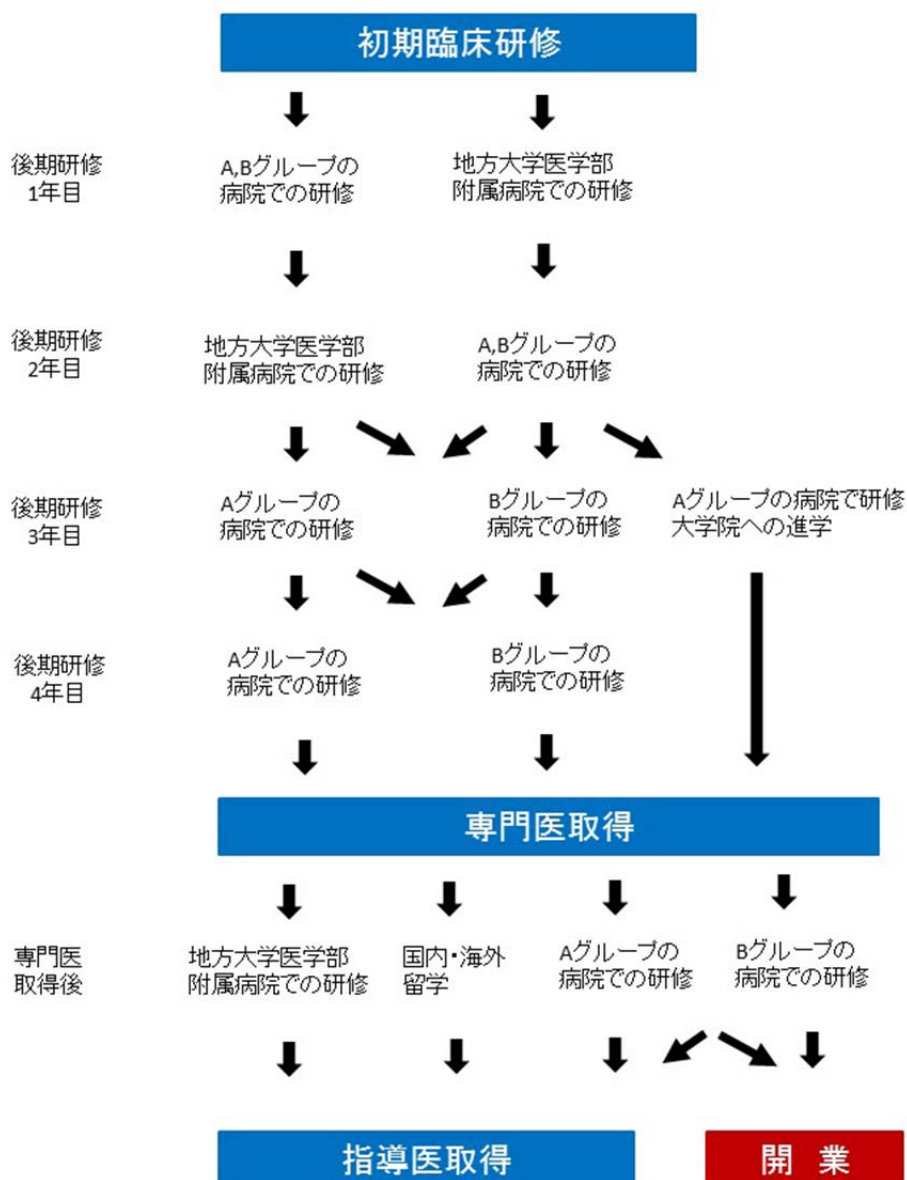 初期臨床研修
後期研修
1年目
A,Bグループの
病院での研修
地方大学医学部
附属病院での研修
後期研修
2年目
地方大学医学部
附属病院での研修
A,Bグループの
病院での研修
後期研修
3年目
Aグループの
病院での研修
Bグループの
病院での研修
Aグループの病院で研修
大学院への進学
後期研修
4年目
Aグループの
病院での研修
Bグループの
病院での研修
専門医取得
専門医
取得後
地方大学医学部
附属病院での研修
国内・海外
留学
Aグループの
病院での研修
Bグループの
病院での研修
指導医取得
開 業